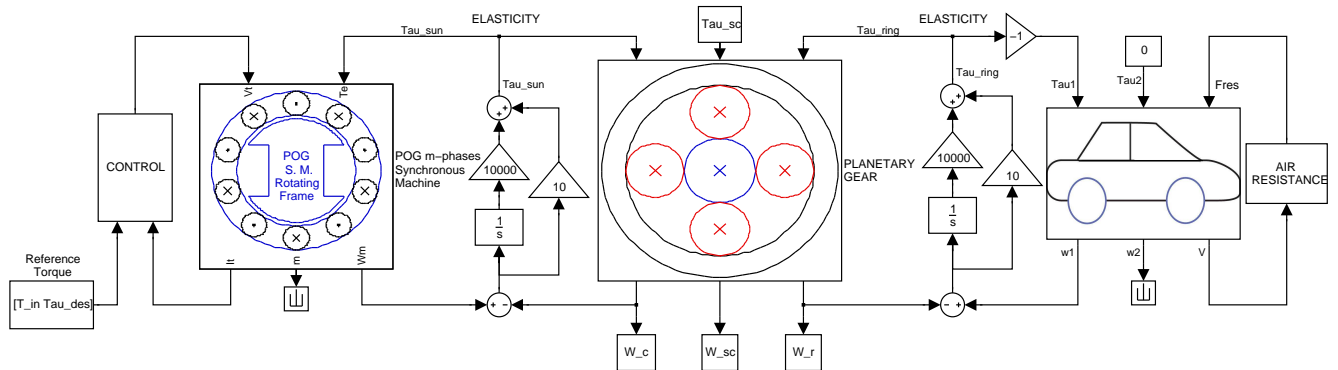 Reference
Torque
[T_in Tau_des]
CONTROL
Vt
Te
POG
S. M.
Rotating
Frame
It
m
Wm
POG m−phases
Synchronous
Machine
Tau_sun
ELASTICITY
Tau_sun
+
+
10000
10
1
s
+
−
Tau_sc
PLANETARY
GEAR
W_c
W_sc
W_r
Tau_ring
ELASTICITY
Tau_ring
+
+
10000
10
1
s
−
+
−1
0
Tau1
Tau2
Fres
w1
w2
V
AIR
RESISTANCE